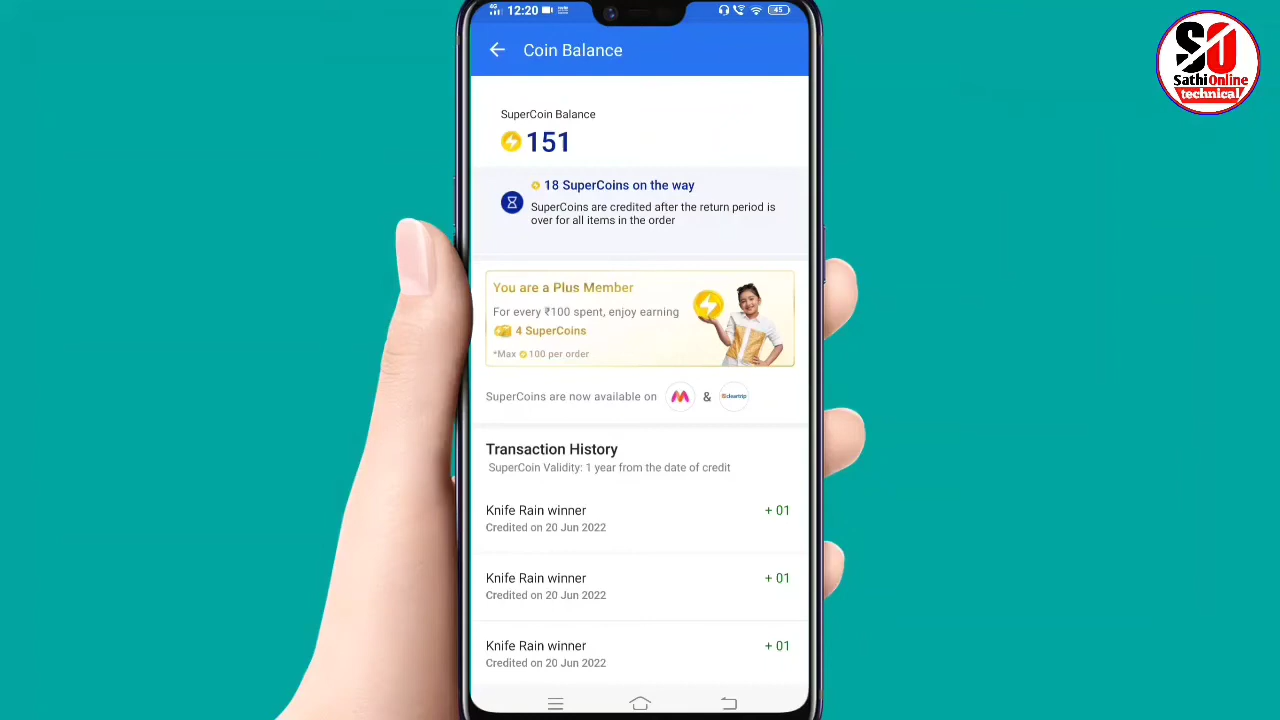 4G
12:20
45
Coin Balance
SO
SathiOnline
technical
SuperCoin Balance
151
18 SuperCoins on the way
SuperCoins are credited after the return period is
over for all items in the order
You are a Plus Member
For every ₹100 spent, enjoy earning
4 SuperCoins
*Max 100 per order
SuperCoins are now available on M & cleartrip
Transaction History
SuperCoin Validity: 1 year from the date of credit
Knife Rain winner + 01
Credited on 20 Jun 2022
Knife Rain winner + 01
Credited on 20 Jun 2022
Knife Rain winner + 01
Credited on 20 Jun 2022